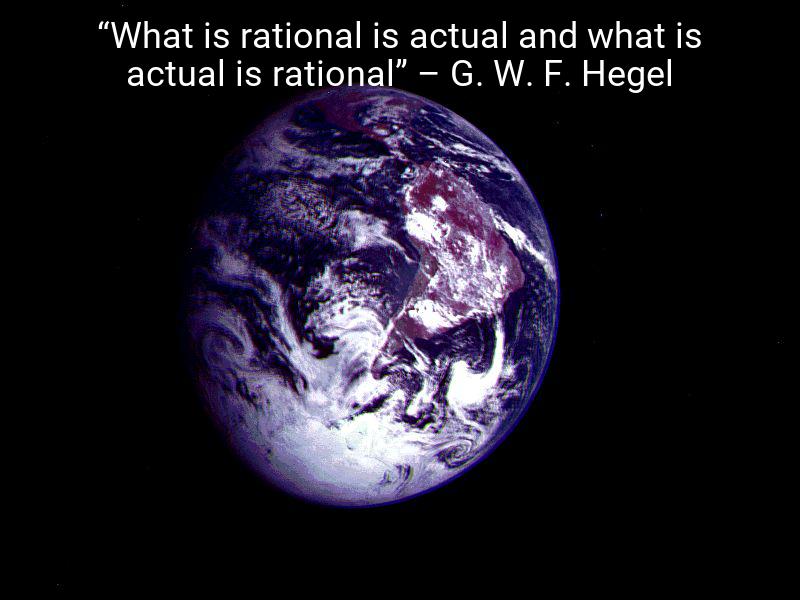 “What is rational is actual and what is
actual is rational” – G. W. F. Hegel